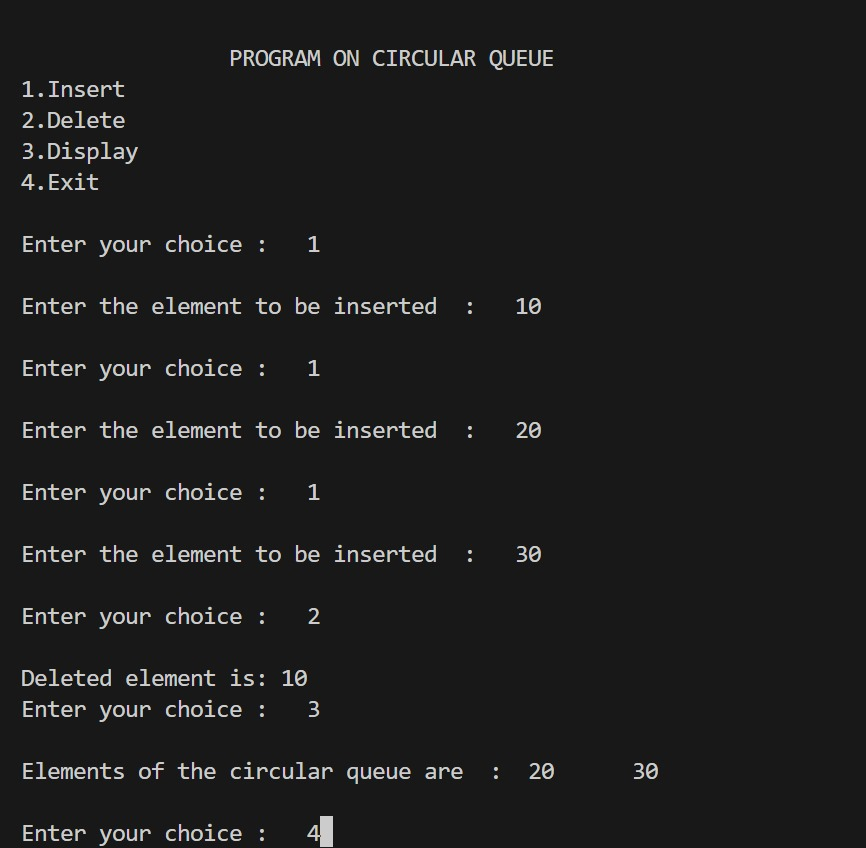 PROGRAM ON CIRCULAR QUEUE
1.Insert
2.Delete
3.Display
4.Exit
Enter your choice :   1
Enter the element to be inserted  :   10
Enter your choice :   1
Enter the element to be inserted  :   20
Enter your choice :   1
Enter the element to be inserted  :   30
Enter your choice :   2
Deleted element is: 10
Enter your choice :   3
Elements of the circular queue are  :  20      30
Enter your choice :   4